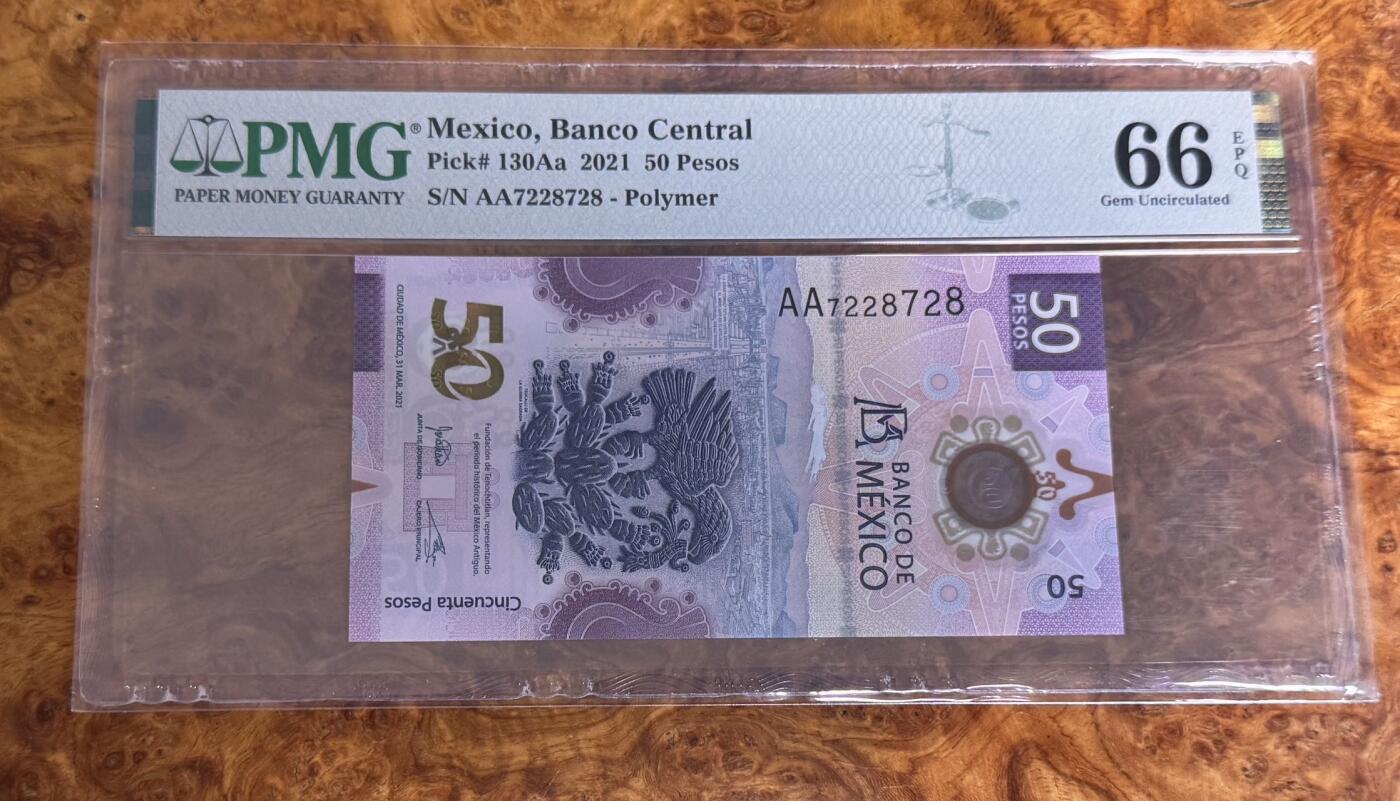 PMG®
PAPER MONEY GUARANTY
Mexico, Banco Central
Pick# 130Aa 2021 50 Pesos
S/N AA7228728 - Polymer
66
EPQ
Gem Uncirculated
AA7228728
50
PESOS
50
CIUDAD DE MÉXICO, 31 MAR. 2021
JUNTA DE GOBIERNO
CAJERO PRINCIPAL
Fundación de Tenochtitlan, representando
el periodo histórico del México Antiguo.
BANCO DE
MÉXICO
50
50
Cincuenta Pesos